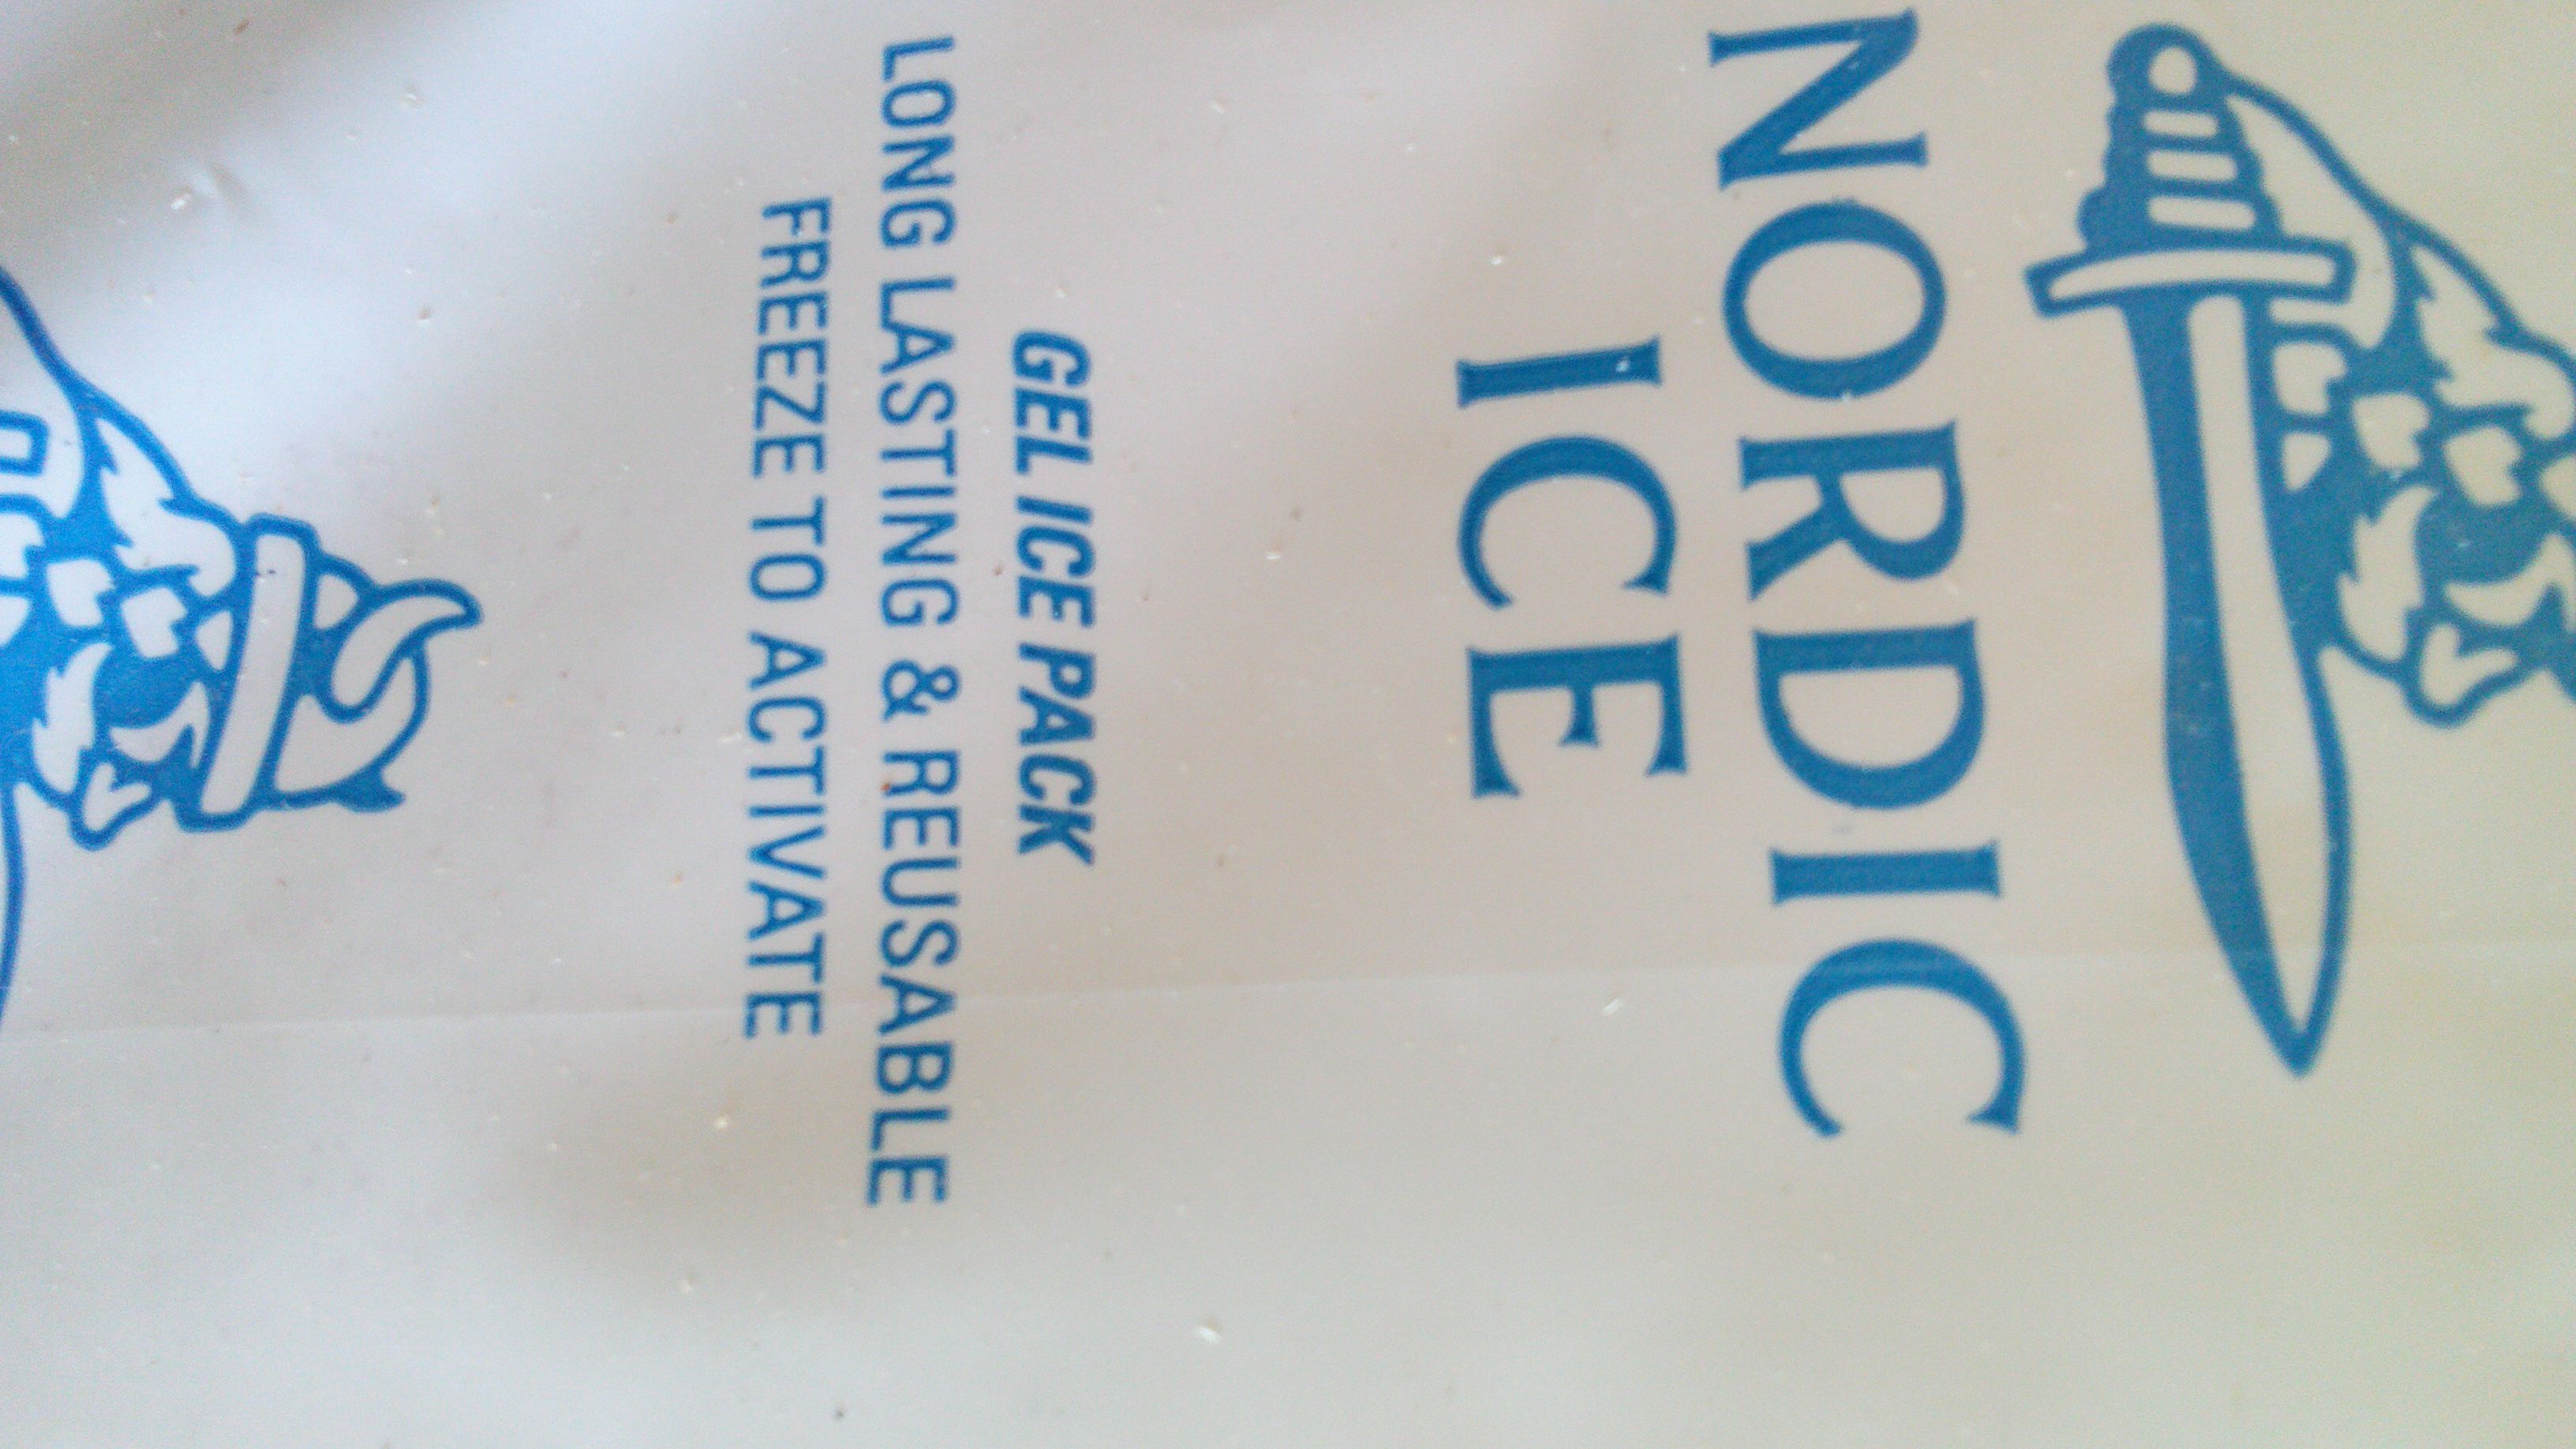 NORDIC
ICE
GEL ICE PACK
LONG LASTING & REUSABLE
FREEZE TO ACTIVATE